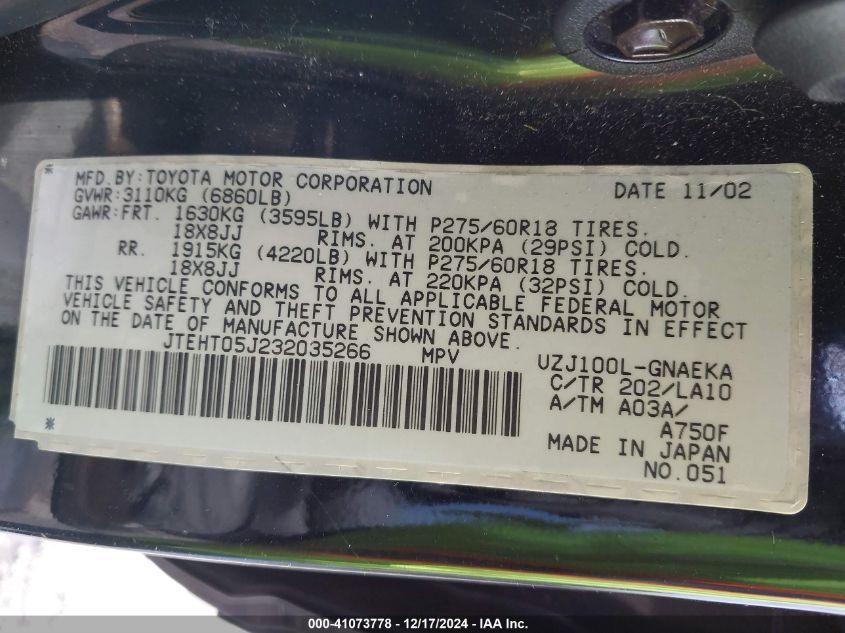 MFD. BY: TOYOTA MOTOR CORPORATION DATE 11/02
GVWR: 3110KG (6860LB)
GAWR: FRT. 1630KG (3595LB) WITH P275/60R18 TIRES.
18X8JJ RIMS. AT 200KPA (29PSI) COLD.
RR. 1915KG (4220LB) WITH P275/60R18 TIRES.
18X8JJ RIMS. AT 220KPA (32PSI) COLD.
THIS VEHICLE CONFORMS TO ALL APPLICABLE FEDERAL MOTOR
VEHICLE SAFETY AND THEFT PREVENTION STANDARDS IN EFFECT
ON THE DATE OF MANUFACTURE SHOWN ABOVE.
JTEHT05J232035266 MPV UZJ100L-GNAEKA
C/TR 202/LA10
A/TM A03A/
A750F
MADE IN JAPAN
NO.051
000-41073778 - 12/17/2024 - IAA Inc.